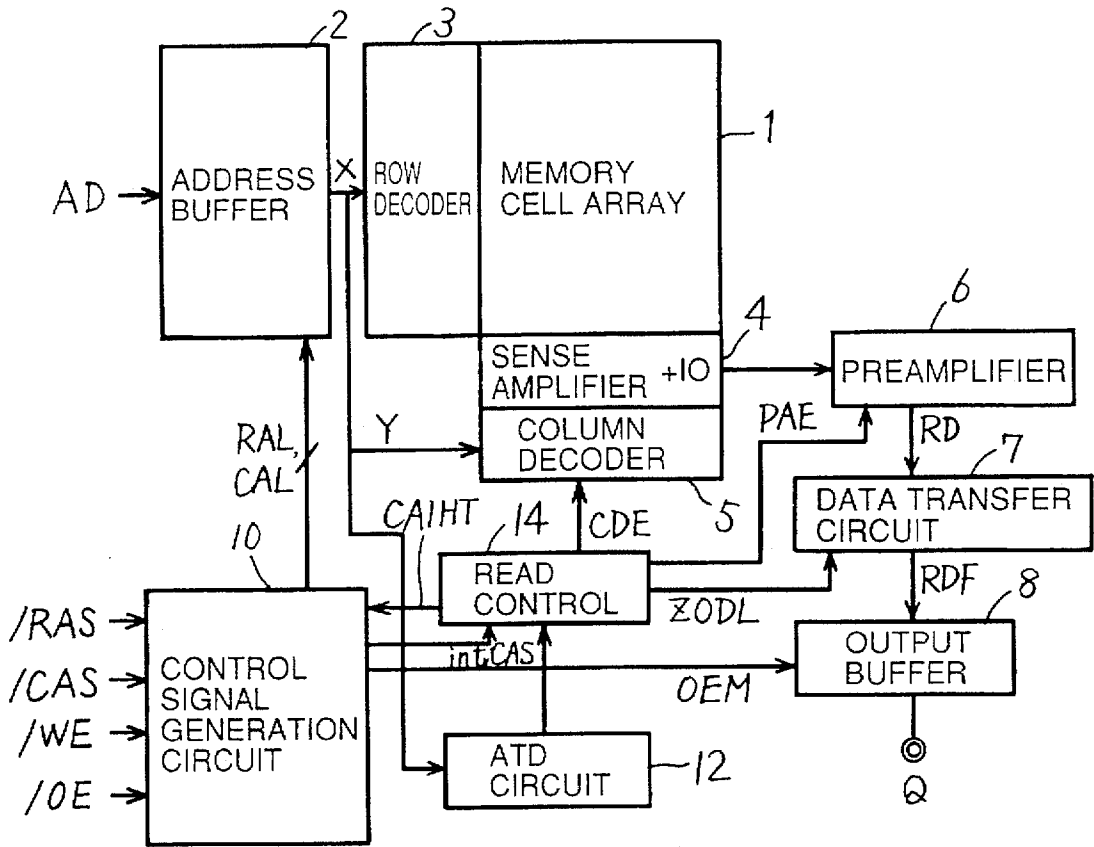 2
3
1
ADDRESS
BUFFER
AD
X
ROW
DECODER
MEMORY
CELL ARRAY
4
6
SENSE
AMPLIFIER
+IO
PREAMPLIFIER
RAL,
CAL
Y
COLUMN
DECODER
PAE
RD
7
5
DATA TRANSFER
CIRCUIT
CAIHT
14
CDE
10
READ
CONTROL
ZODL
RDF
8
/RAS
/CAS
/WE
/OE
CONTROL
SIGNAL
GENERATION
CIRCUIT
int.CAS
OEM
OUTPUT
BUFFER
ATD
CIRCUIT
12
Q